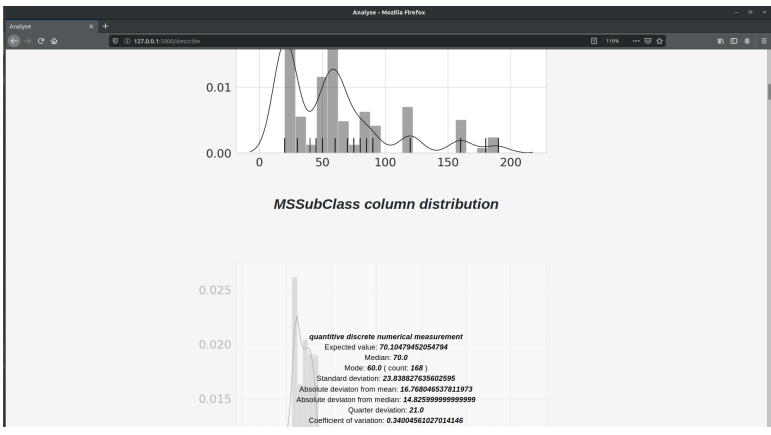 Analyse - Mozilla Firefox
Analyse
127.0.0.1:5000/describe
110%
0.01
0.00
0 50 100 150 200
MSSubClass column distribution
0.025
0.020
0.015
quantitive discrete numerical measurement
Expected value: 70.10479452054794
Median: 70.0
Mode: 60.0 ( count: 168 )
Standard deviation: 23.838827635602595
Absolute deviaton from mean: 16.768046537811973
Absolute deviaton from median: 14.825999999999999
Quarter deviation: 21.0
Coefficient of variation: 0.34004561027014146